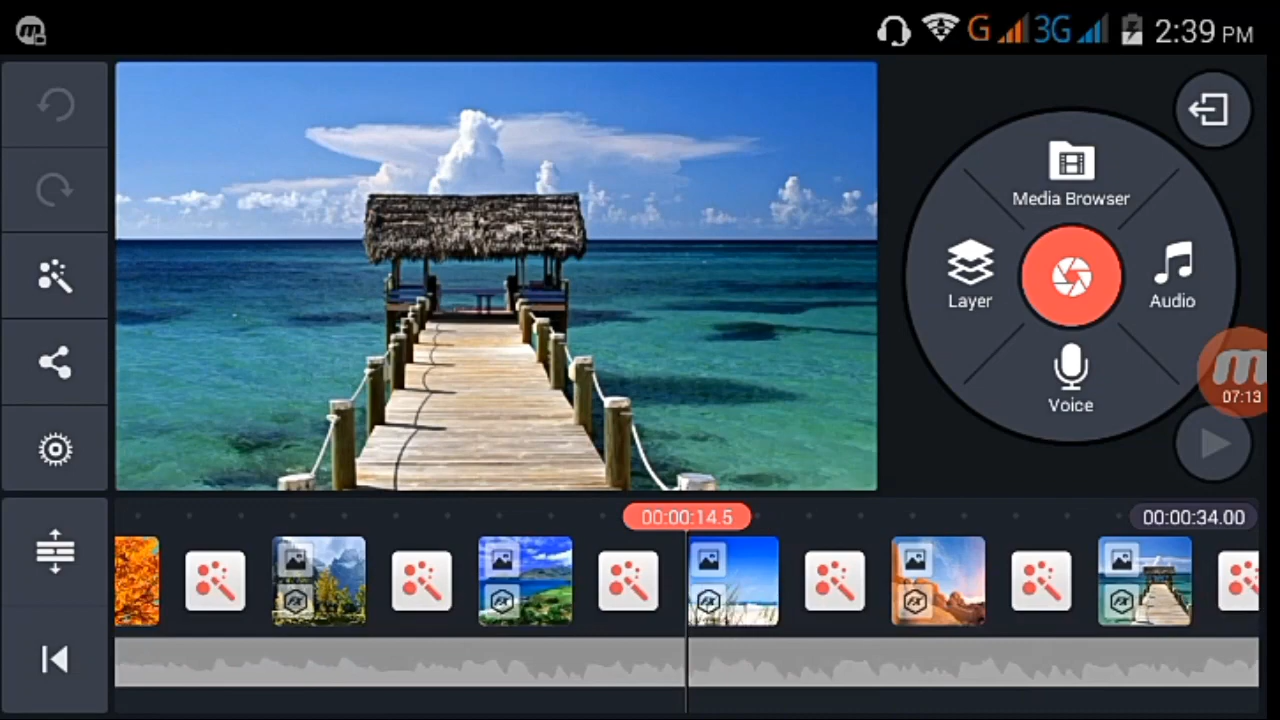 G 3G 2:39 PM
Media Browser
Layer
Audio
Voice
07:13
00:00:14.5
00:00:34.00